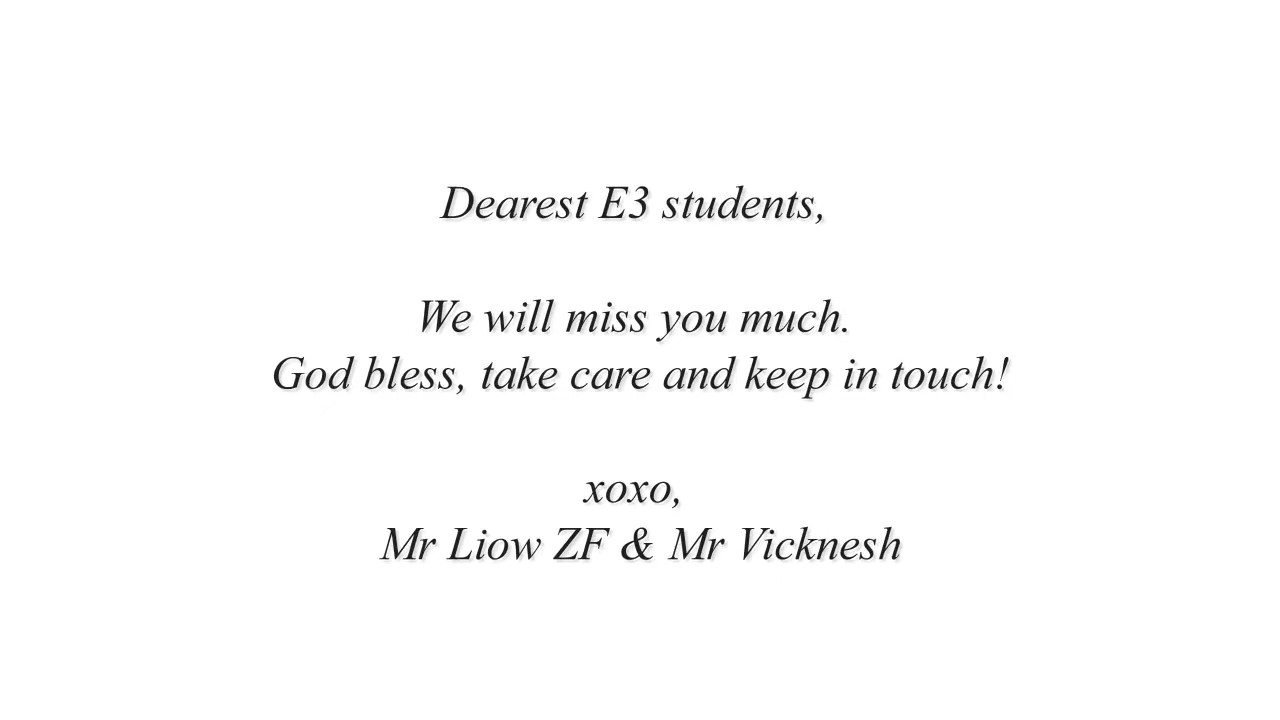 Dearest E3 students,
We will miss you much.
God bless, take care and keep in touch!
xoxo,
Mr Liow ZF & Mr Vicknesh